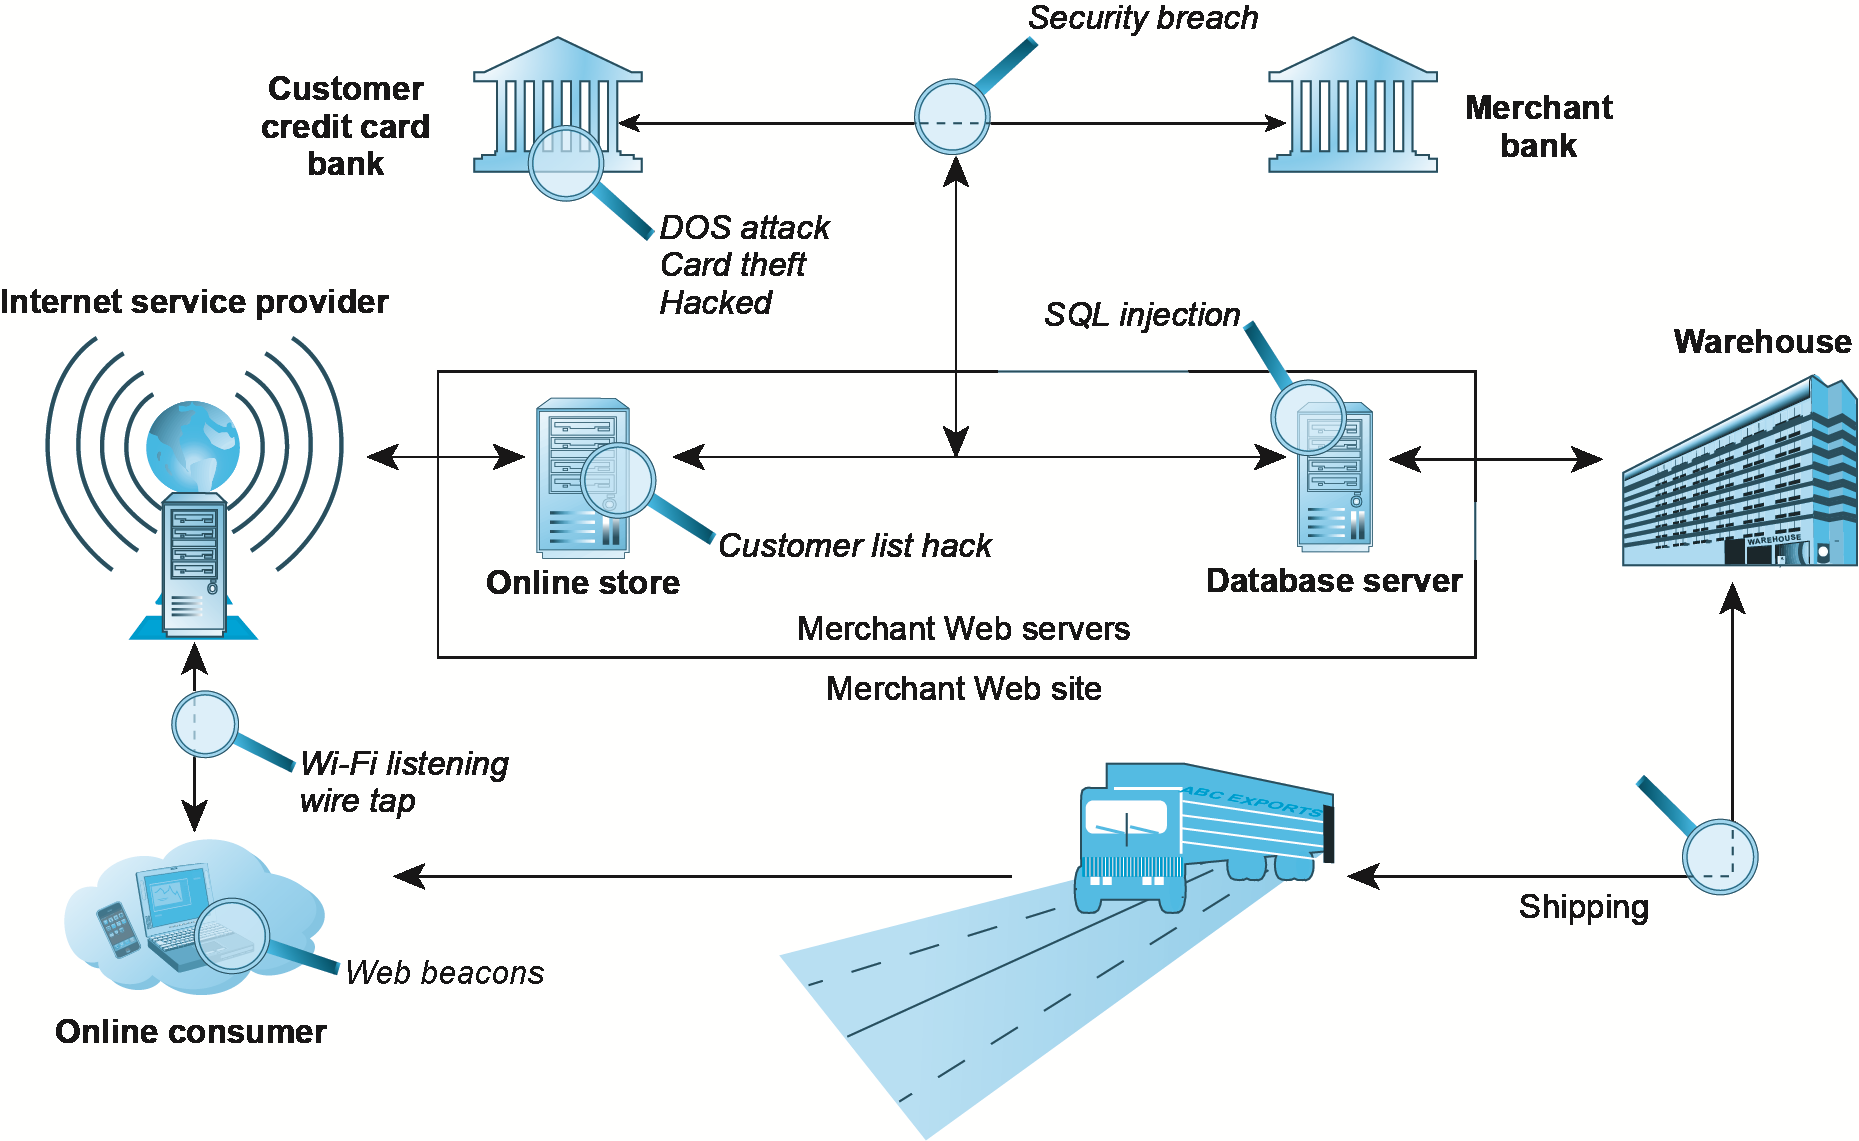 Security breach
Customer
credit card
bank
Merchant
bank
DOS attack
Card theft
Hacked
Internet service provider
SQL injection
Warehouse
WAREHOUSE
Customer list hack
Online store
Database server
Merchant Web servers
Merchant Web site
Wi-Fi listening
wire tap
ABC EXPORTS
Shipping
Web beacons
Online consumer